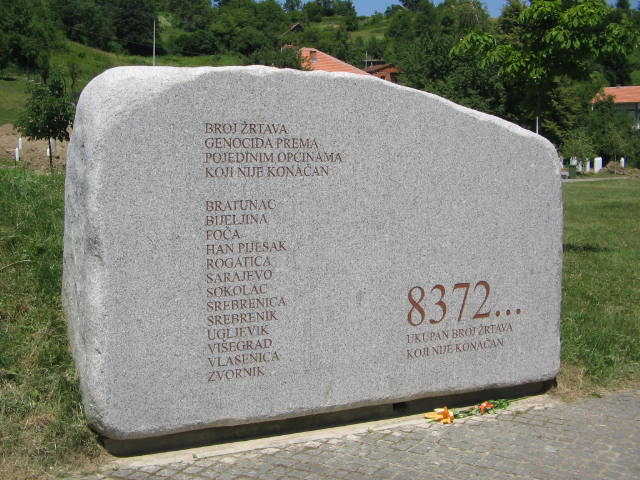 BROJ ŽRTAVA
GENOCIDA PREMA
POJEDINIM OPĆINAMA
KOJI NIJE KONAČAN
BRATUNAC
BIJELJINA
FOČA
HAN PIJESAK
ROGATICA
SARAJEVO
SOKOLAC
SREBRENICA
SREBRENIK
UGLJEVIK
VIŠEGRAD
VLASENICA
ZVORNIK
8372...
UKUPAN BROJ ŽRTAVA
KOJI NIJE KONAČAN